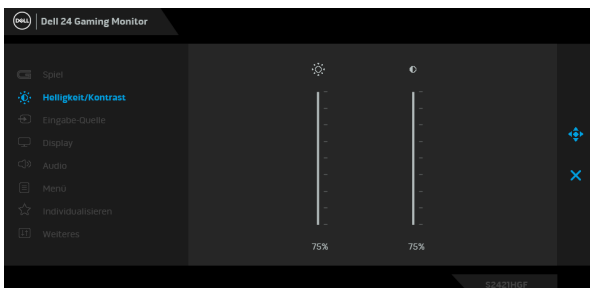 DELL
Dell 24 Gaming Monitor
Spiel
Helligkeit/Kontrast
Eingabe-Quelle
Display
Audio
Menü
Individualisieren
Weiteres
75%
75%
S2421HGF